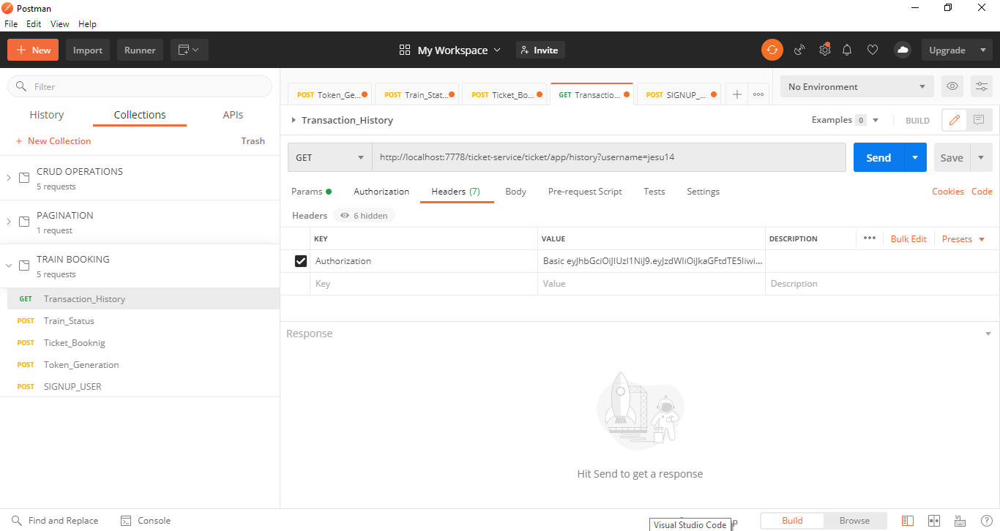 Postman
File Edit View Help
New Import Runner My Workspace Invite Upgrade
Filter
History Collections APIs
+ New Collection Trash
CRUD OPERATIONS
5 requests
PAGINATION
1 request
TRAIN BOOKING
5 requests
GET Transaction_History
POST Train_Status
POST Ticket_Booknig
POST Token_Generation
POST SIGNUP_USER
POST Token_Ge... POST Train_Stat... POST Ticket_Bo... GET Transactio... POST SIGNUP_... No Environment
Transaction_History Examples 0 BUILD
GET http://localhost:7778/ticket-service/ticket/app/history?username=jesu14 Send Save
Params Authorization Headers (7) Body Pre-request Script Tests Settings Cookies Code
Headers 6 hidden
KEY VALUE DESCRIPTION Bulk Edit Presets
Authorization Basic eyJhbGciOiJIUzI1NiJ9.eyJzdWIiOiJkaGFtdTE5Iiwi...
Key Value Description
Response
Hit Send to get a response
Find and Replace Console Visual Studio Code Build Browse